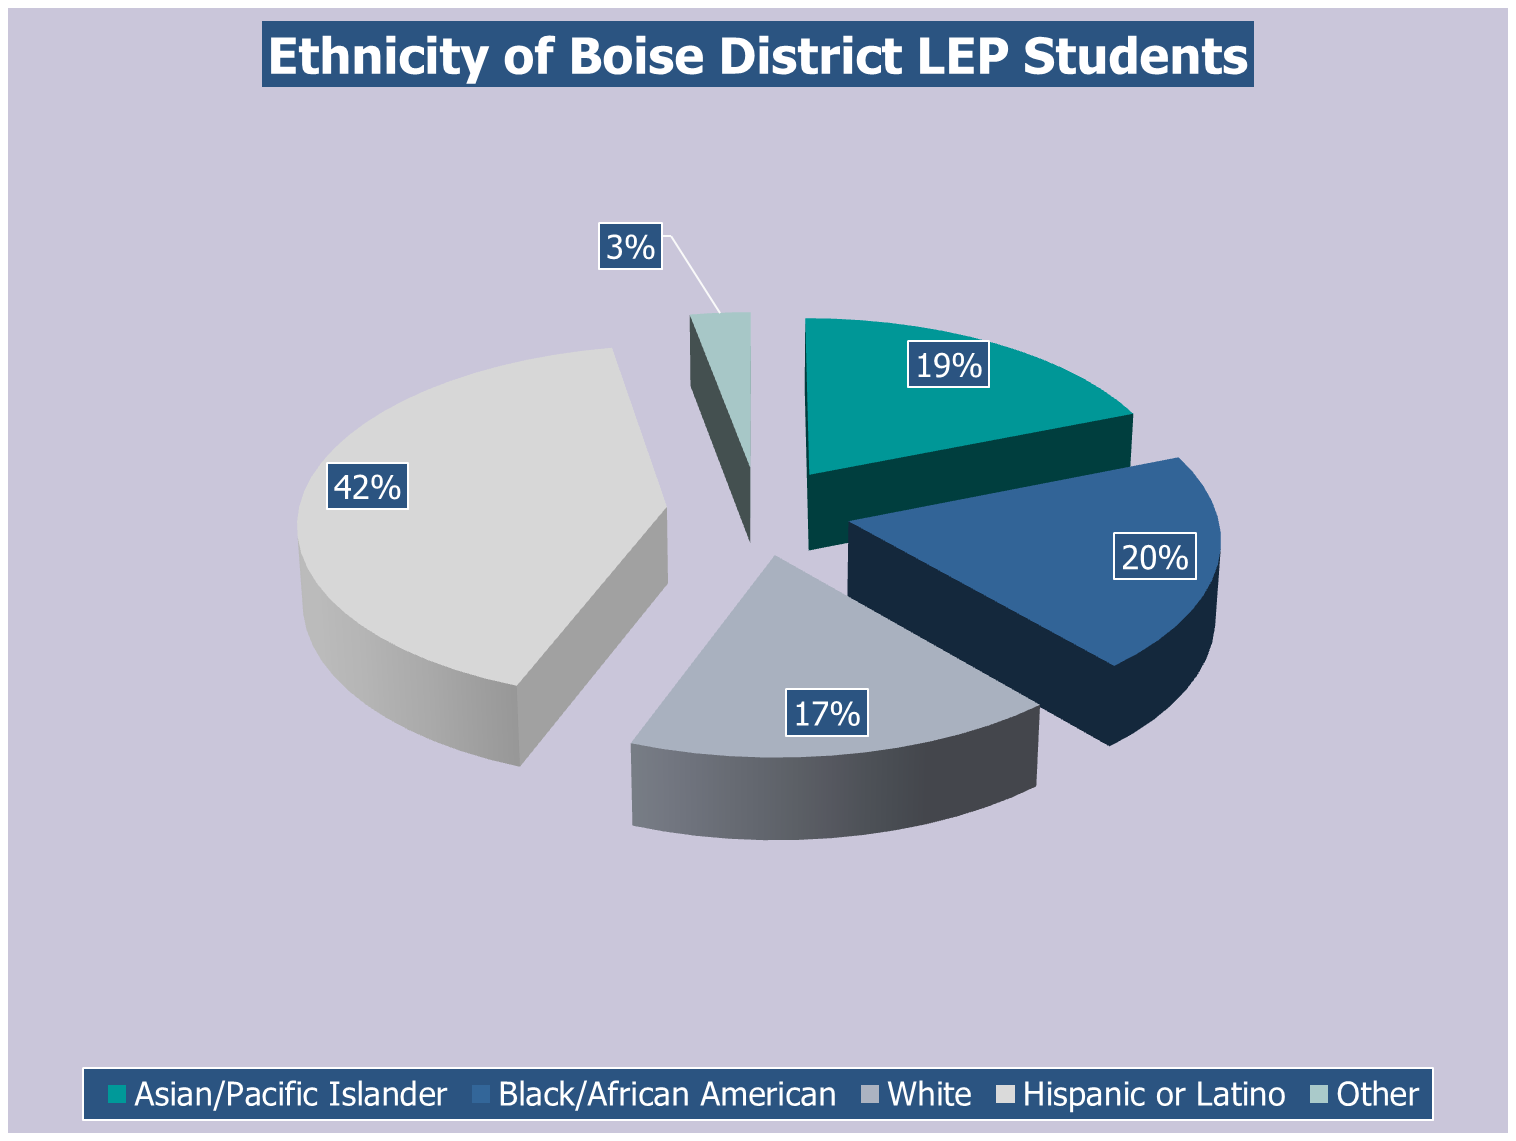 Ethnicity of Boise District LEP Students
3%
19%
42%
20%
17%
Asian/Pacific Islander Black/African American White Hispanic or Latino Other